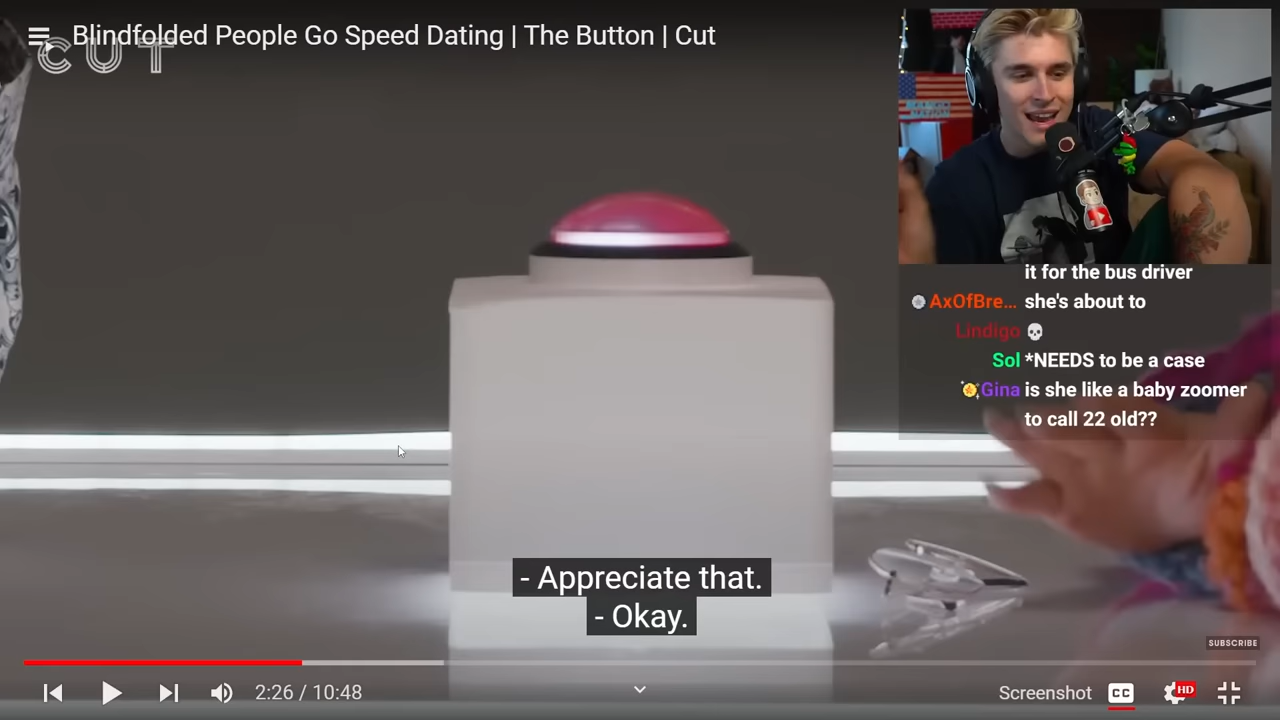 Blindfolded People Go Speed Dating | The Button | Cut
CUT
it for the bus driver
AxOfBre... she's about to
Lindigo 💀
Sol *NEEDS to be a case
Gina is she like a baby zoomer
to call 22 old??
- Appreciate that.
- Okay.
SUBSCRIBE
2:26 / 10:48
Screenshot
CC
HD